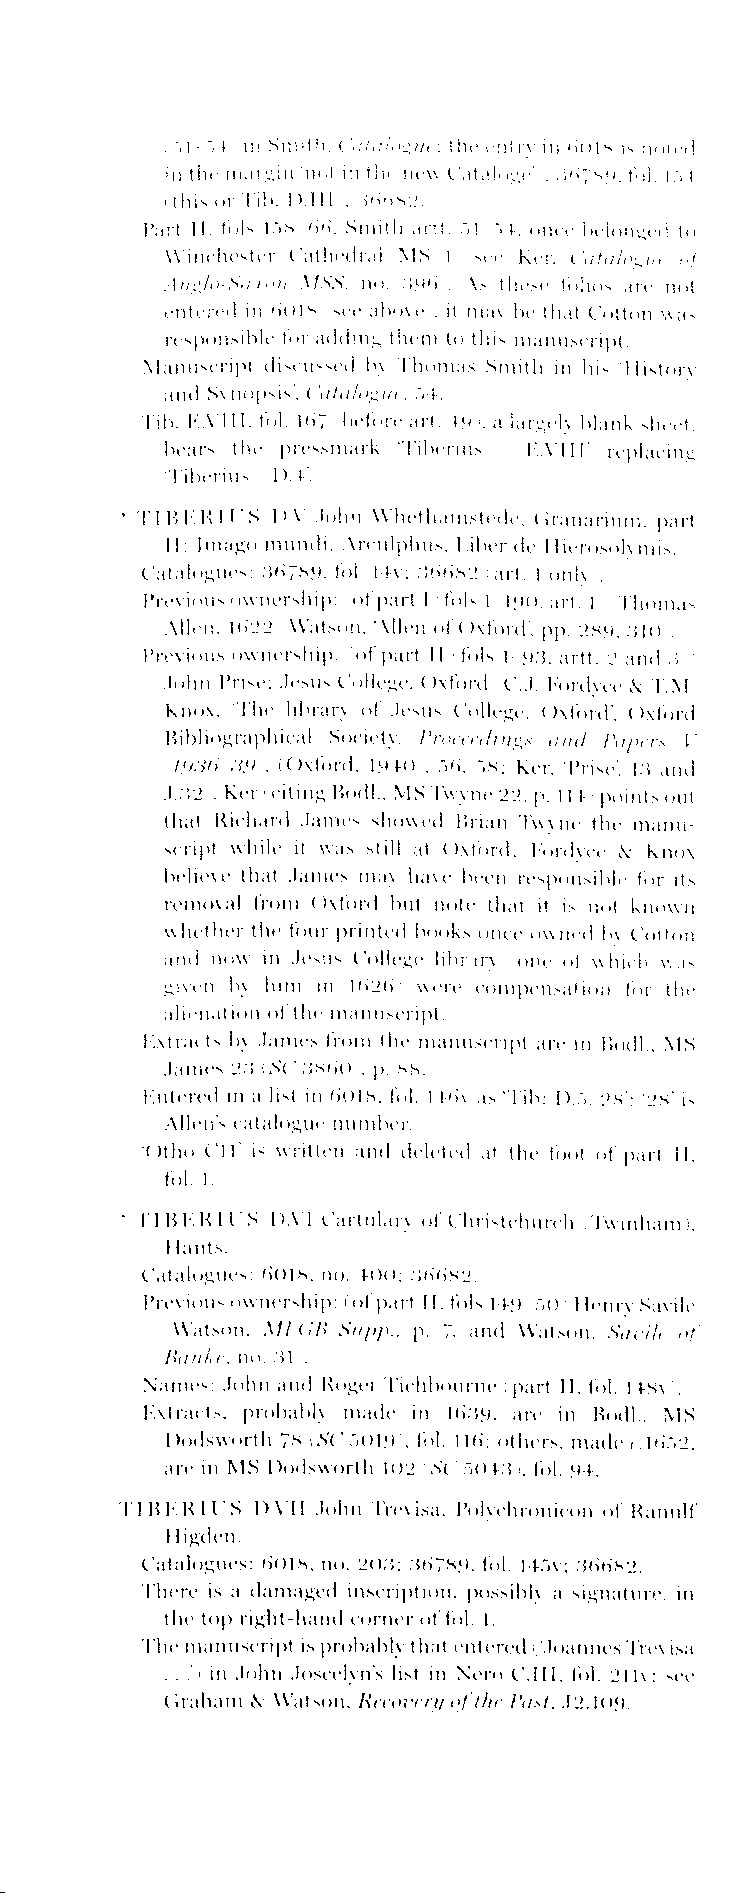 51–54) in Smith, Catalogue; the entry in 6018 is noted
in the margin 'not in the new Cataloge'), 36789, fol. 154
(this or Tib. D.III), 36682.
Part II, fols 158–66, Smith artt. 51–54, once belonged to
Winchester Cathedral MS 1 (see Ker, Catalogue of
Anglo-Saxon MSS, no. 396). As these folios are not
entered in 6018 (see above), it may be that Cotton was
responsible for adding them to this manuscript.
Manuscript discussed by Thomas Smith in his 'History
and Synopsis', Catalogue, 54.
Tib. E.VIII, fol. 167 (before art. 49), a largely blank sheet,
bears the pressmark 'Tiberius E.VIII' replacing
'Tiberius D.4'.
* TIBERIUS D.V John Whethamstede, Granarium, part
II; Imago mundi, Arculphus, Liber de Hierosolymis.
Catalogues: 36789, fol. 14v; 36682 (art. 1 only).
Previous ownership: (of part I (fols 1–190, art. 1)) Thomas
Allen, 1622 (Watson, 'Allen of Oxford', pp. 289, 310).
Previous ownership: (of part II (fols 1–93, artt. 2 and 3))
John Prise; Jesus College, Oxford (C.J. Fordyce & T.M.
Knox, 'The library of Jesus College, Oxford', Oxford
Bibliographical Society, Proceedings and Papers V
(1936–39), (Oxford, 1940), 56, 58; Ker, 'Prise', 13 and
J.32). Ker (citing Bodl., MS Twyne 22, p. 114) points out
that Richard James showed Brian Twyne the manu-
script while it was still at Oxford. Fordyce & Knox
believe that James may have been responsible for its
removal from Oxford but note that it is not known
whether the four printed books once owned by Cotton
and now in Jesus College library (one of which was
given by him in 1626) were compensation for the
alienation of the manuscript.
Extracts by James from the manuscript are in Bodl., MS
James 23 (SC 3860), p. 88.
Entered in a list in 6018, fol. 146v as 'Tib: D.5. 28'; '28' is
Allen's catalogue number.
'Otho C II' is written and deleted at the foot of part II,
fol. 1.
* TIBERIUS D.VI Cartulary of Christchurch (Twinham),
Hants.
Catalogues: 6018, no. 400; 36682.
Previous ownership: (of part II, fols 149–50) Henry Savile
(Watson, MLGB Supp., p. 7, and Watson, Savile of
Banke, no. 31).
Names: John and Roger Tichbourne (part II, fol. 148v).
Extracts, probably made in 1639, are in Bodl., MS
Dodsworth 78 (SC 5019), fol. 116; others, made c.1652,
are in MS Dodsworth 102 (SC 5043), fol. 94.
TIBERIUS D.VII John Trevisa, Polychronicon of Ranulf
Higden.
Catalogues: 6018, no. 203; 36789, fol. 145v; 36682.
There is a damaged inscription, possibly a signature, in
the top right-hand corner of fol. 1.
The manuscript is probably that entered ('Joannes Trevisa
. . .') in John Joscelyn's list in Nero C.III, fol. 211v; see
Graham & Watson, Recovery of the Past, J2.109.